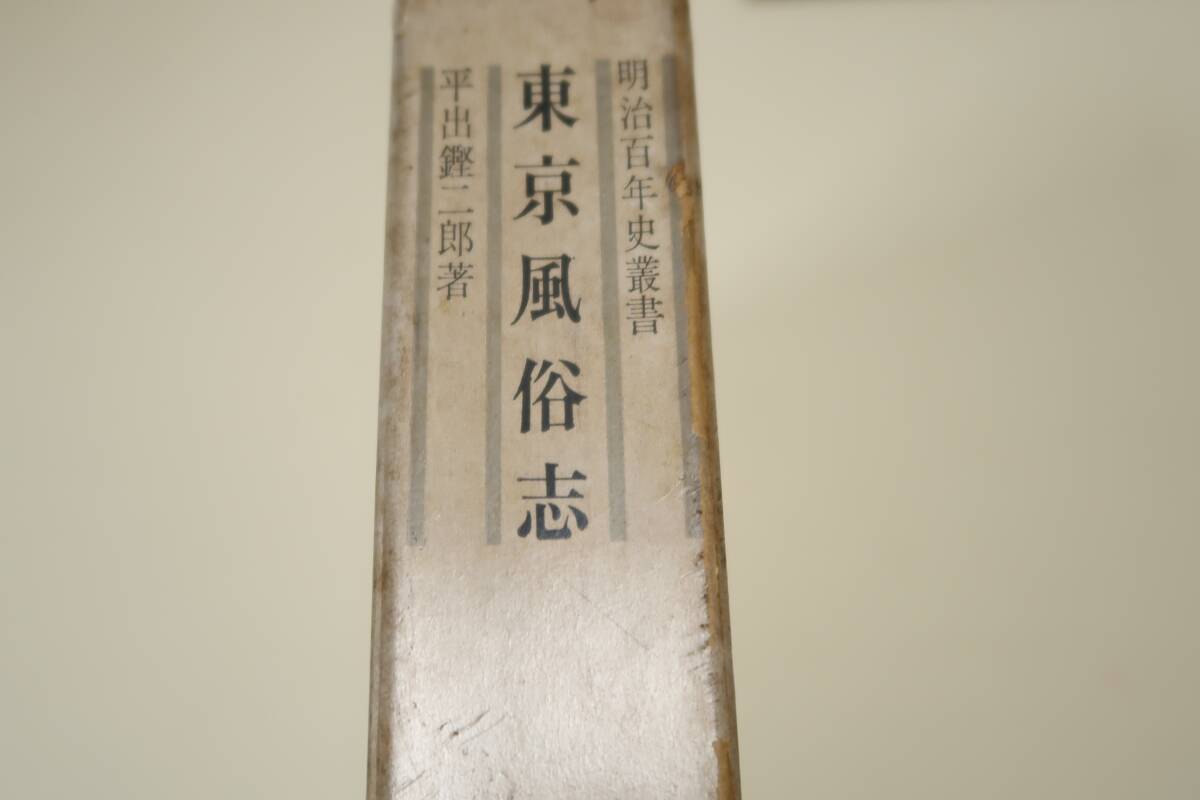 明治百年史叢書
東京風俗志
平出鏗二郎著